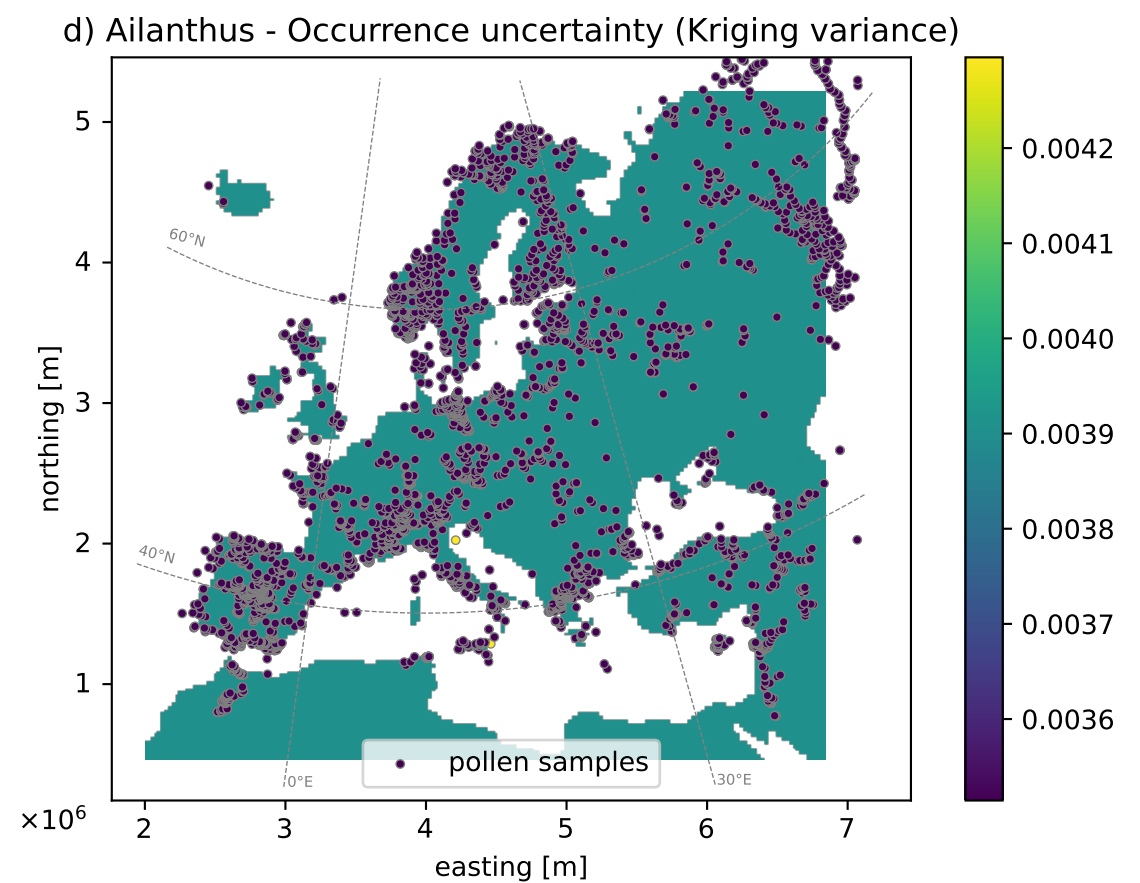 d) Ailanthus - Occurrence uncertainty (Kriging variance)
5
4
3
2
1
northing [m]
×10⁶
60°N
40°N
0°E
30°E
pollen samples
2 3 4 5 6 7
easting [m]
0.0042
0.0041
0.0040
0.0039
0.0038
0.0037
0.0036